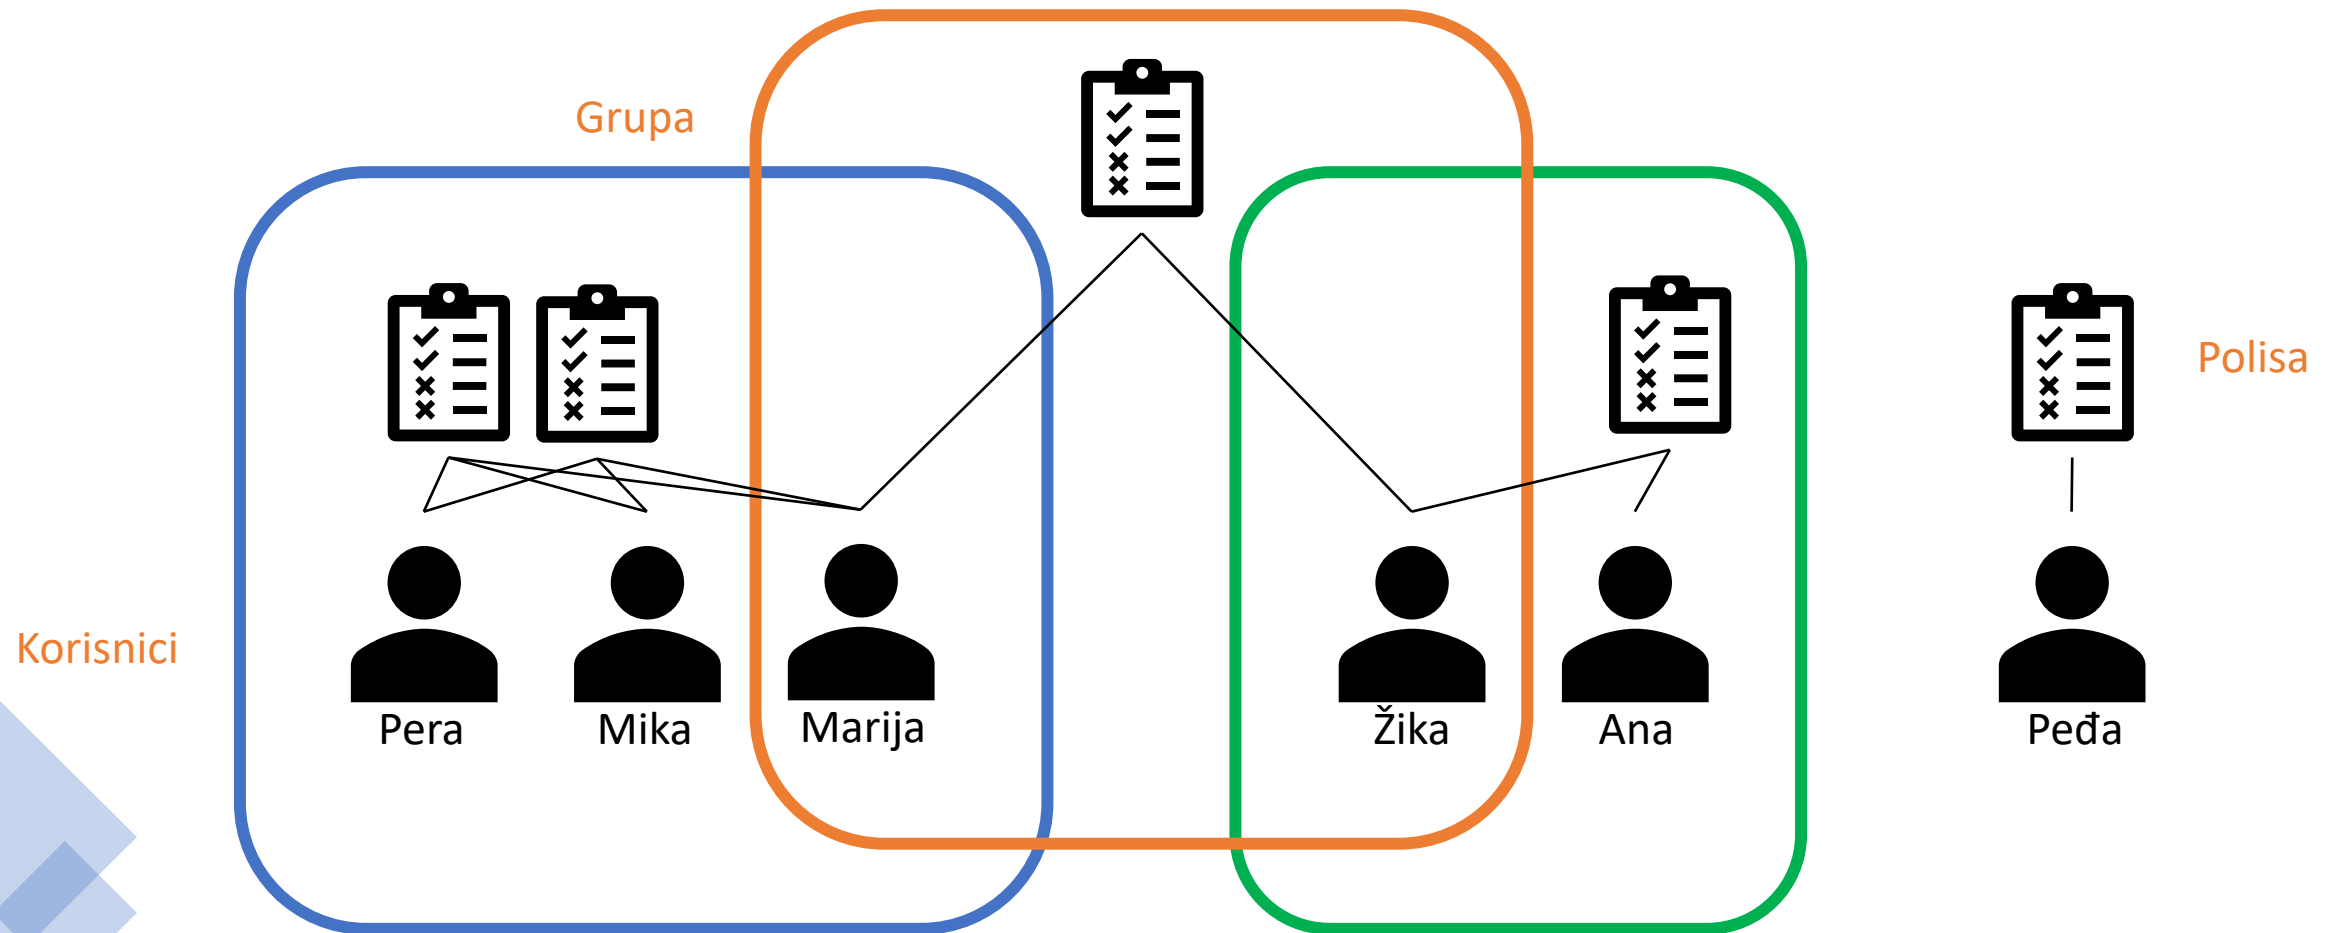 Grupa
Polisa
Korisnici
Pera
Mika
Marija
Žika
Ana
Peđa